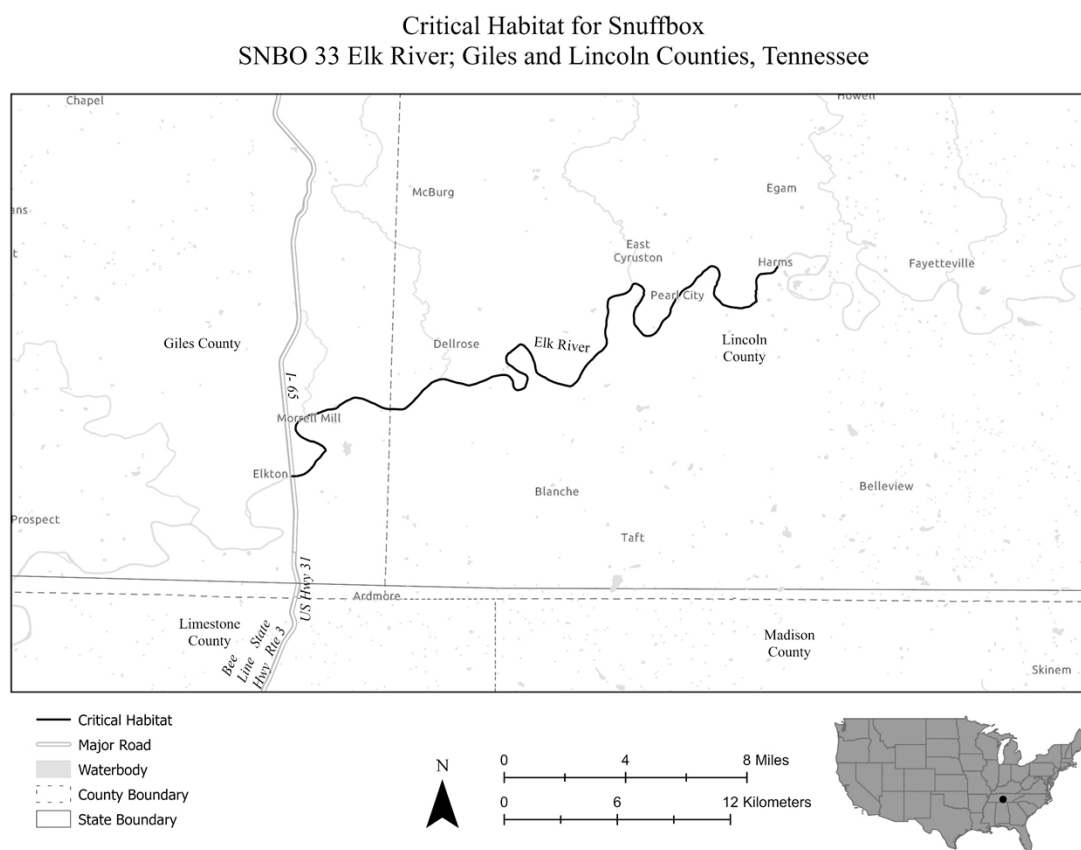 Critical Habitat for Snuffbox
SNBO 33 Elk River; Giles and Lincoln Counties, Tennessee
Chapel
Howell
McBurg
Egam
ans
East
Cyruston
t
Harms
Fayetteville
Pearl City
Giles County
Dellrose
Elk River
Lincoln
County
I-65
Morrell Mill
Elkton
Blanche
Belleview
Prospect
Taft
US Hwy 31
Ardmore
Limestone
County
Bee
Line State
Hwy Rte 3
Madison
County
Skinem
Critical Habitat
Major Road
Waterbody
County Boundary
State Boundary
N
0 4 8 Miles
0 6 12 Kilometers